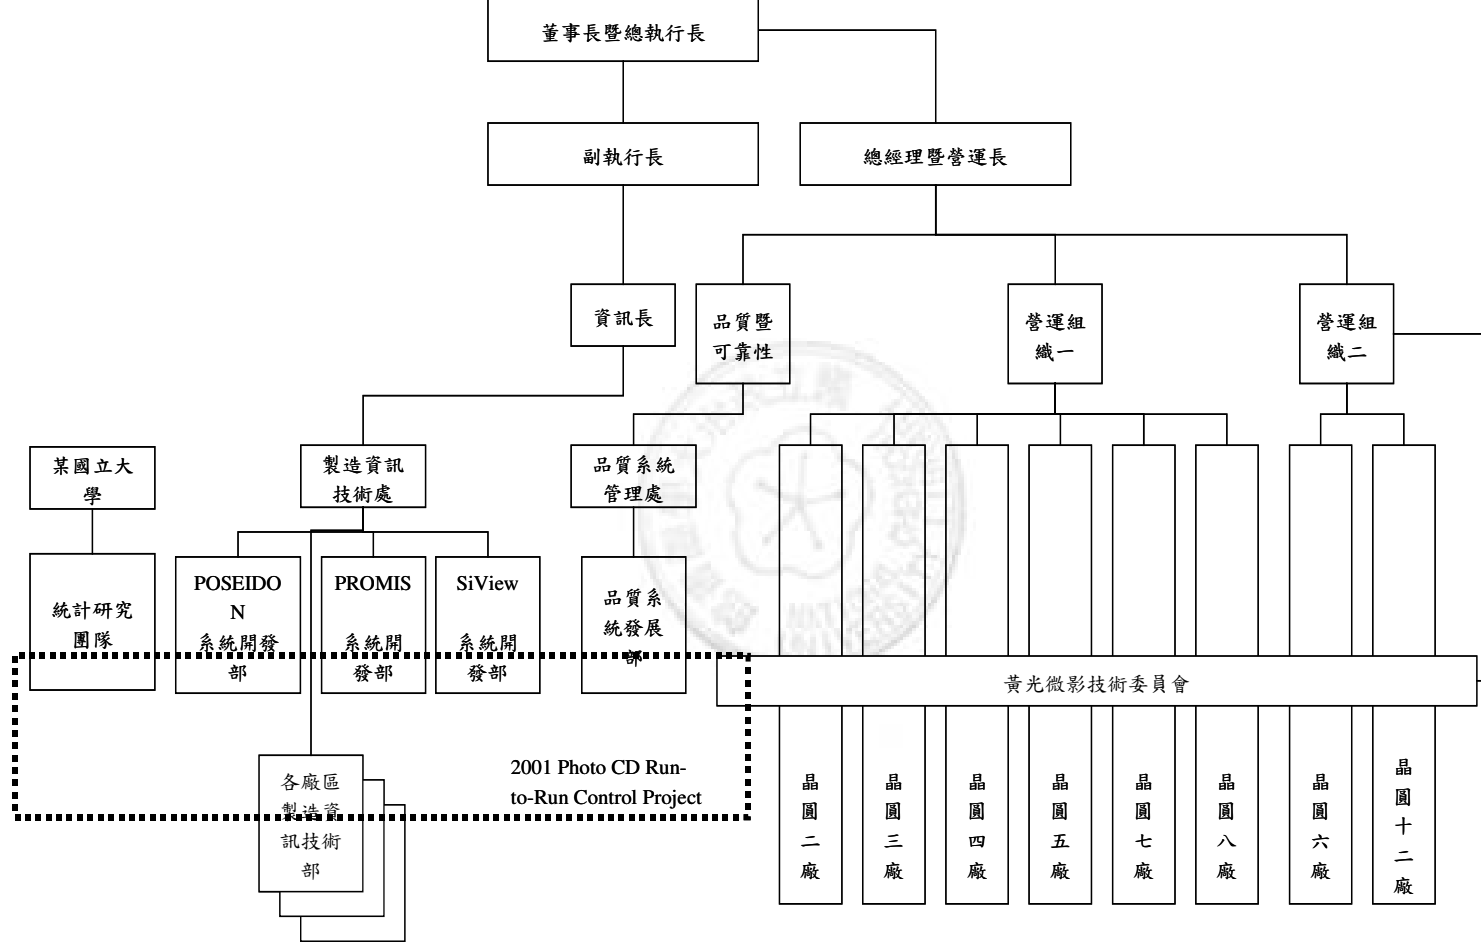 董事長暨總執行長
副執行長
總經理暨營運長
資訊長
品質暨
可靠性
營運組
織一
營運組
織二
某國立大
學
製造資訊
技術處
品質系統
管理處
統計研究
團隊
POSEIDO
N
系統開發
部
PROMIS
系統開
發部
SiView
系統開
發部
品質系
統發展
部
黃光微影技術委員會
2001 Photo CD Run-
to-Run Control Project
各廠區
製造資
訊技術
部
晶圓二廠
晶圓三廠
晶圓四廠
晶圓五廠
晶圓七廠
晶圓八廠
晶圓六廠
晶圓十二廠